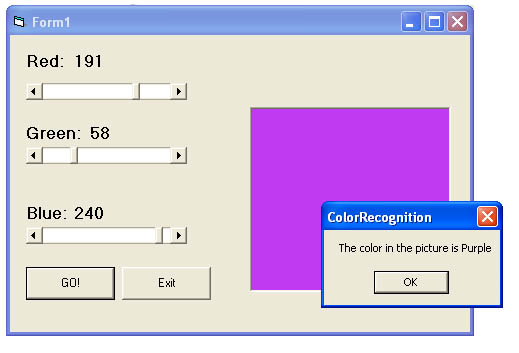 Form1
Red: 191
Green: 58
Blue: 240
GO!
Exit
ColorRecognition
The color in the picture is Purple
OK